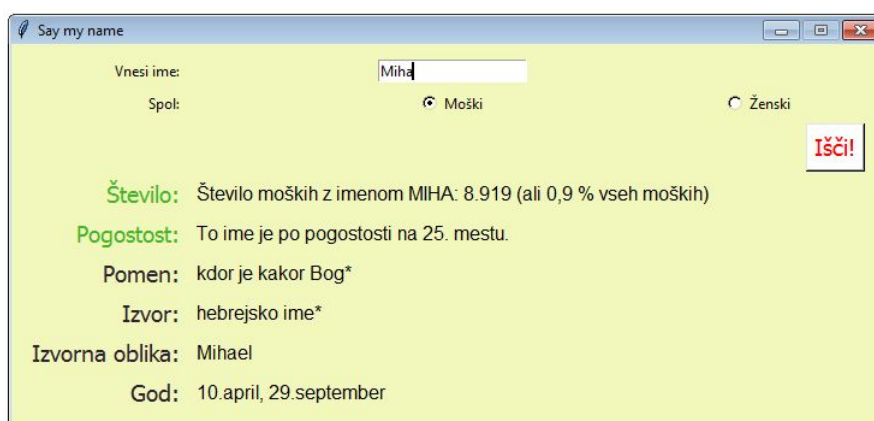 Say my name
Vnesi ime: Miha
Spol: Moški Ženski
Išči!
Število: Število moških z imenom MIHA: 8.919 (ali 0,9 % vseh moških)
Pogostost: To ime je po pogostosti na 25. mestu.
Pomen: kdor je kakor Bog*
Izvor: hebrejsko ime*
Izvorna oblika: Mihael
God: 10.april, 29.september